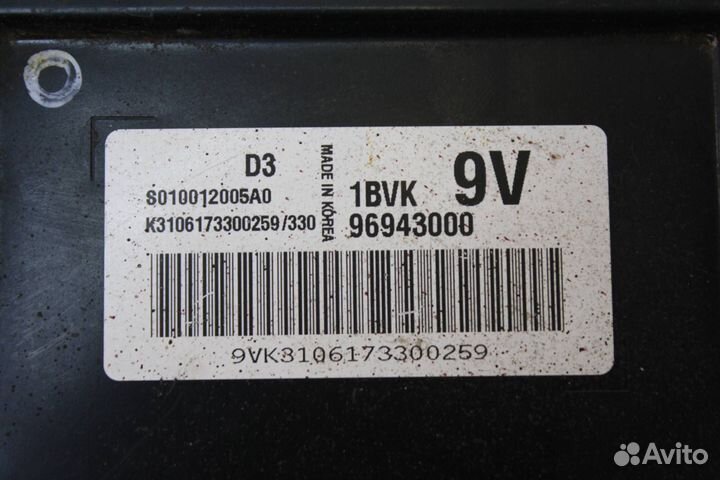 D3
S010012005A0
K3106173300259/330
MADE IN KOREA
1BVK 9V
96943000
9VK3106173300259
Avito